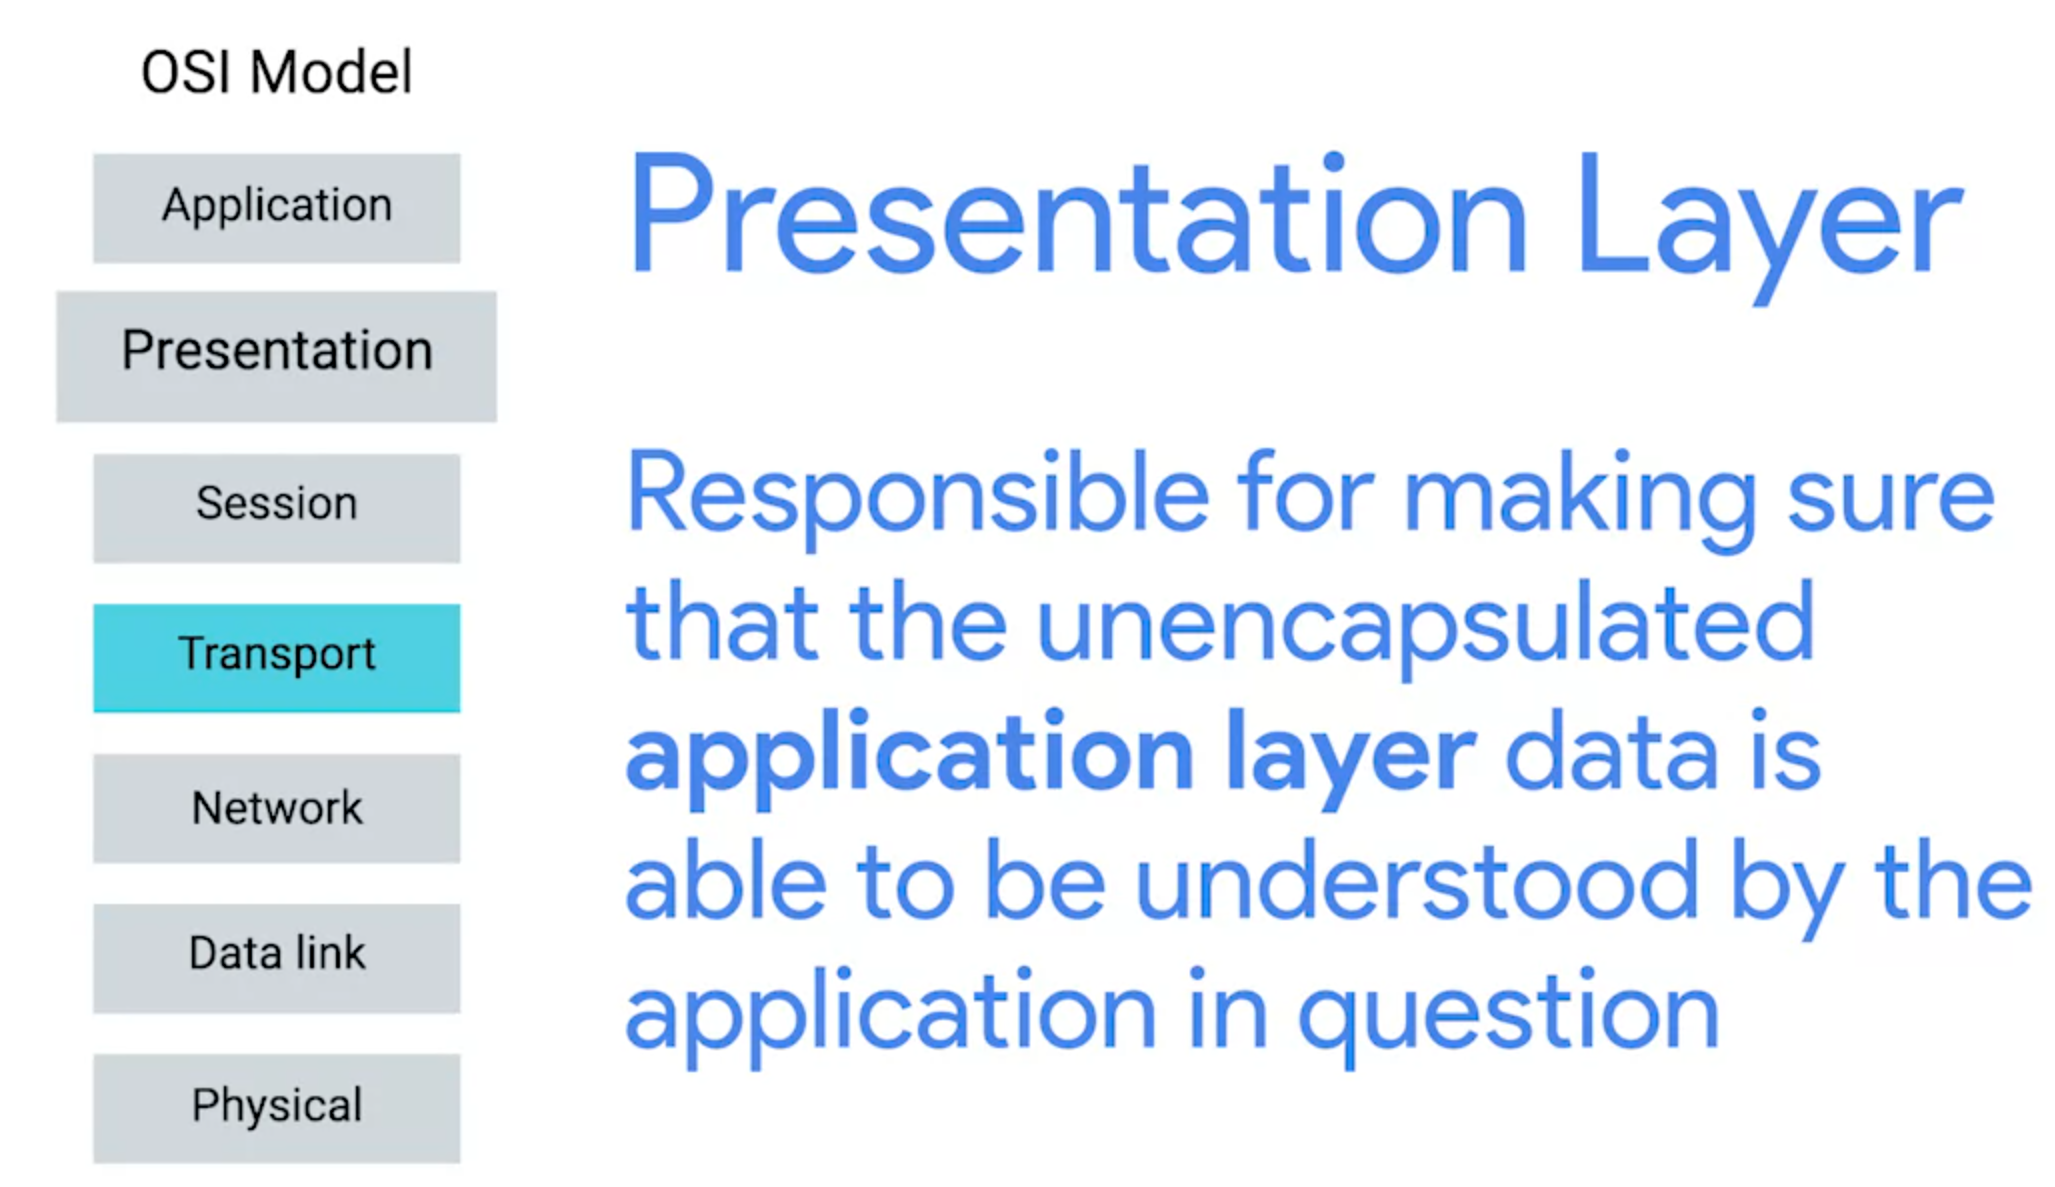 OSI Model
Application
Presentation
Session
Transport
Network
Data link
Physical
Presentation Layer
Responsible for making sure
that the unencapsulated
application layer data is
able to be understood by the
application in question